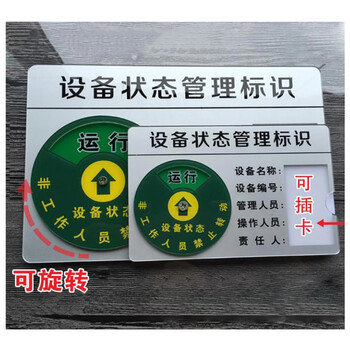 设备状态管理标识
运行
设备状态
非工作人员禁
设备状态管理标识
运行
设备状态
非工作人员禁止转动
设备名称:
设备编号:
管理人员:
操作人员:
责任人:
可插卡
可旋转